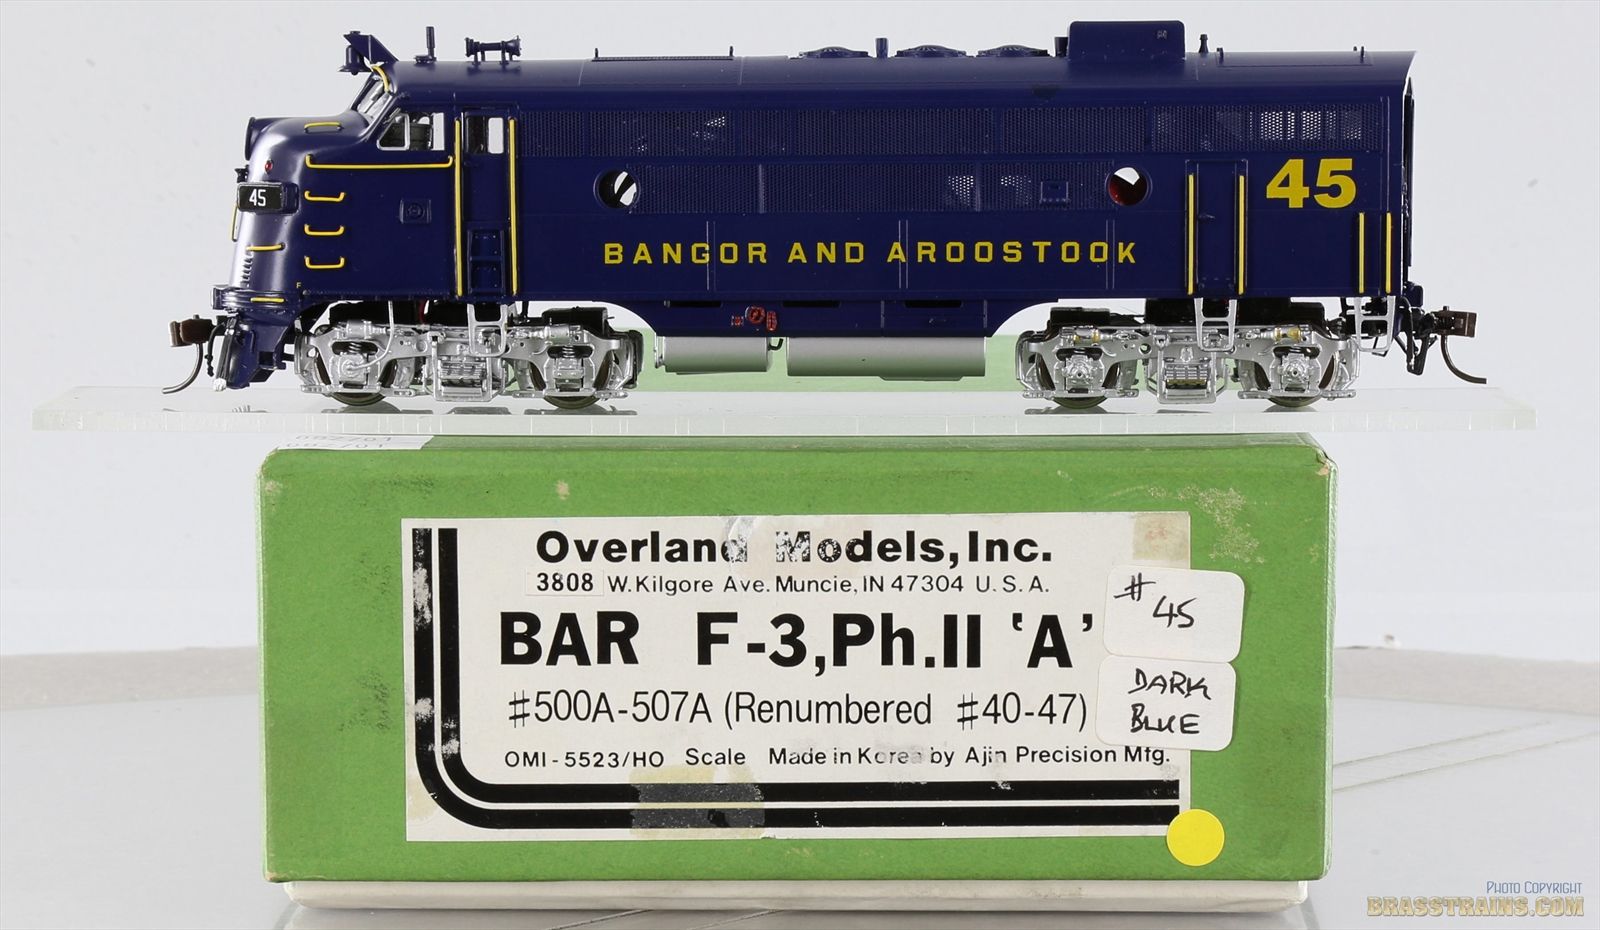 45
45
BANGOR AND AROOSTOOK
F
Overland Models, Inc.
3808 W. Kilgore Ave. Muncie, IN 47304 U. S. A.
BAR F-3, Ph. II 'A'
#500A-507A (Renumbered #40-47)
OMI-5523/HO Scale Made in Korea by Ajin Precision Mfg.
# 45
DARK
BLUE
PHOTO COPYRIGHT
BRASSTRAINS.COM